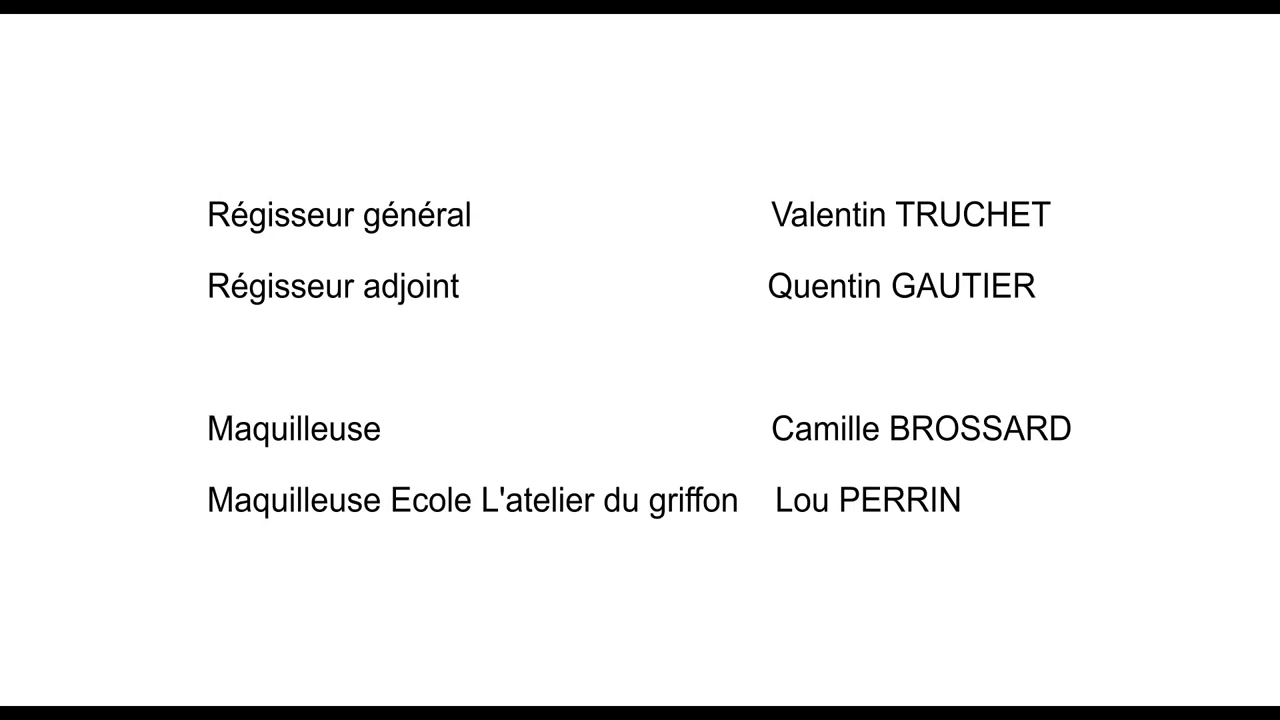 Régisseur général Valentin TRUCHET
Régisseur adjoint Quentin GAUTIER
Maquilleuse Camille BROSSARD
Maquilleuse Ecole L'atelier du griffon Lou PERRIN